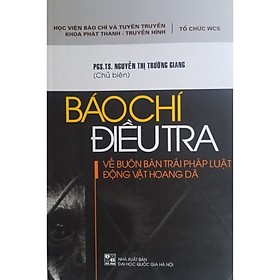 HỌC VIỆN BÁO CHÍ VÀ TUYÊN TRUYỀN
KHOA PHÁT THANH - TRUYỀN HÌNH
TỔ CHỨC WCS
PGS.TS. NGUYỄN THỊ TRƯỜNG GIANG
(Chủ biên)
BÁO CHÍ
ĐIỀU TRA
VỀ BUÔN BÁN TRÁI PHÁP LUẬT
ĐỘNG VẬT HOANG DÃ
NHÀ XUẤT BẢN
ĐẠI HỌC QUỐC GIA HÀ NỘI